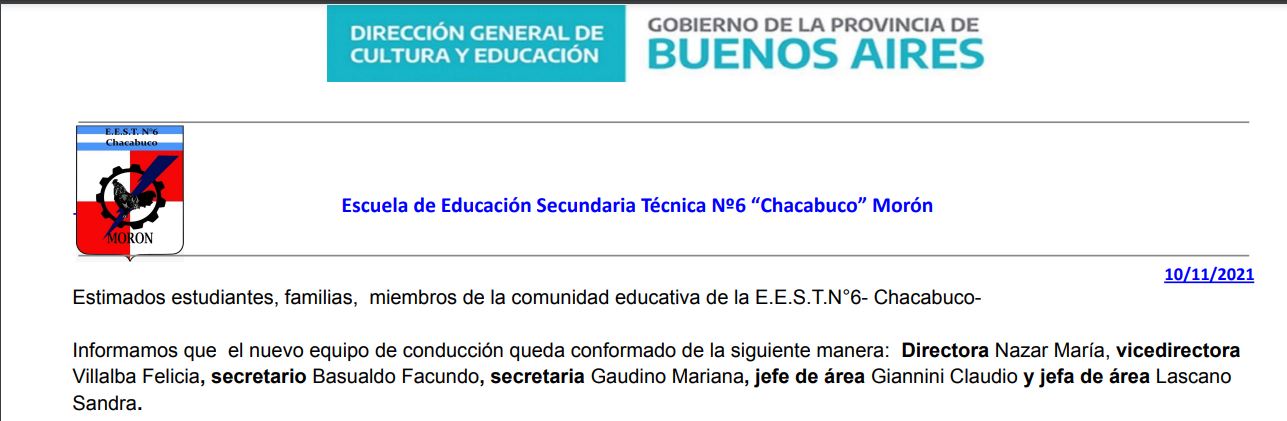 DIRECCIÓN GENERAL DE
CULTURA Y EDUCACIÓN
GOBIERNO DE LA PROVINCIA DE
BUENOS AIRES
E.E.S.T. N°6
Chacabuco
MORON
Escuela de Educación Secundaria Técnica Nº6 “Chacabuco” Morón
10/11/2021
Estimados estudiantes, familias,  miembros de la comunidad educativa de la E.E.S.T.N°6- Chacabuco-
Informamos que  el nuevo equipo de conducción queda conformado de la siguiente manera:  Directora Nazar María, vicedirectora
Villalba Felicia, secretario Basualdo Facundo, secretaria Gaudino Mariana, jefe de área Giannini Claudio y jefa de área Lascano
Sandra.